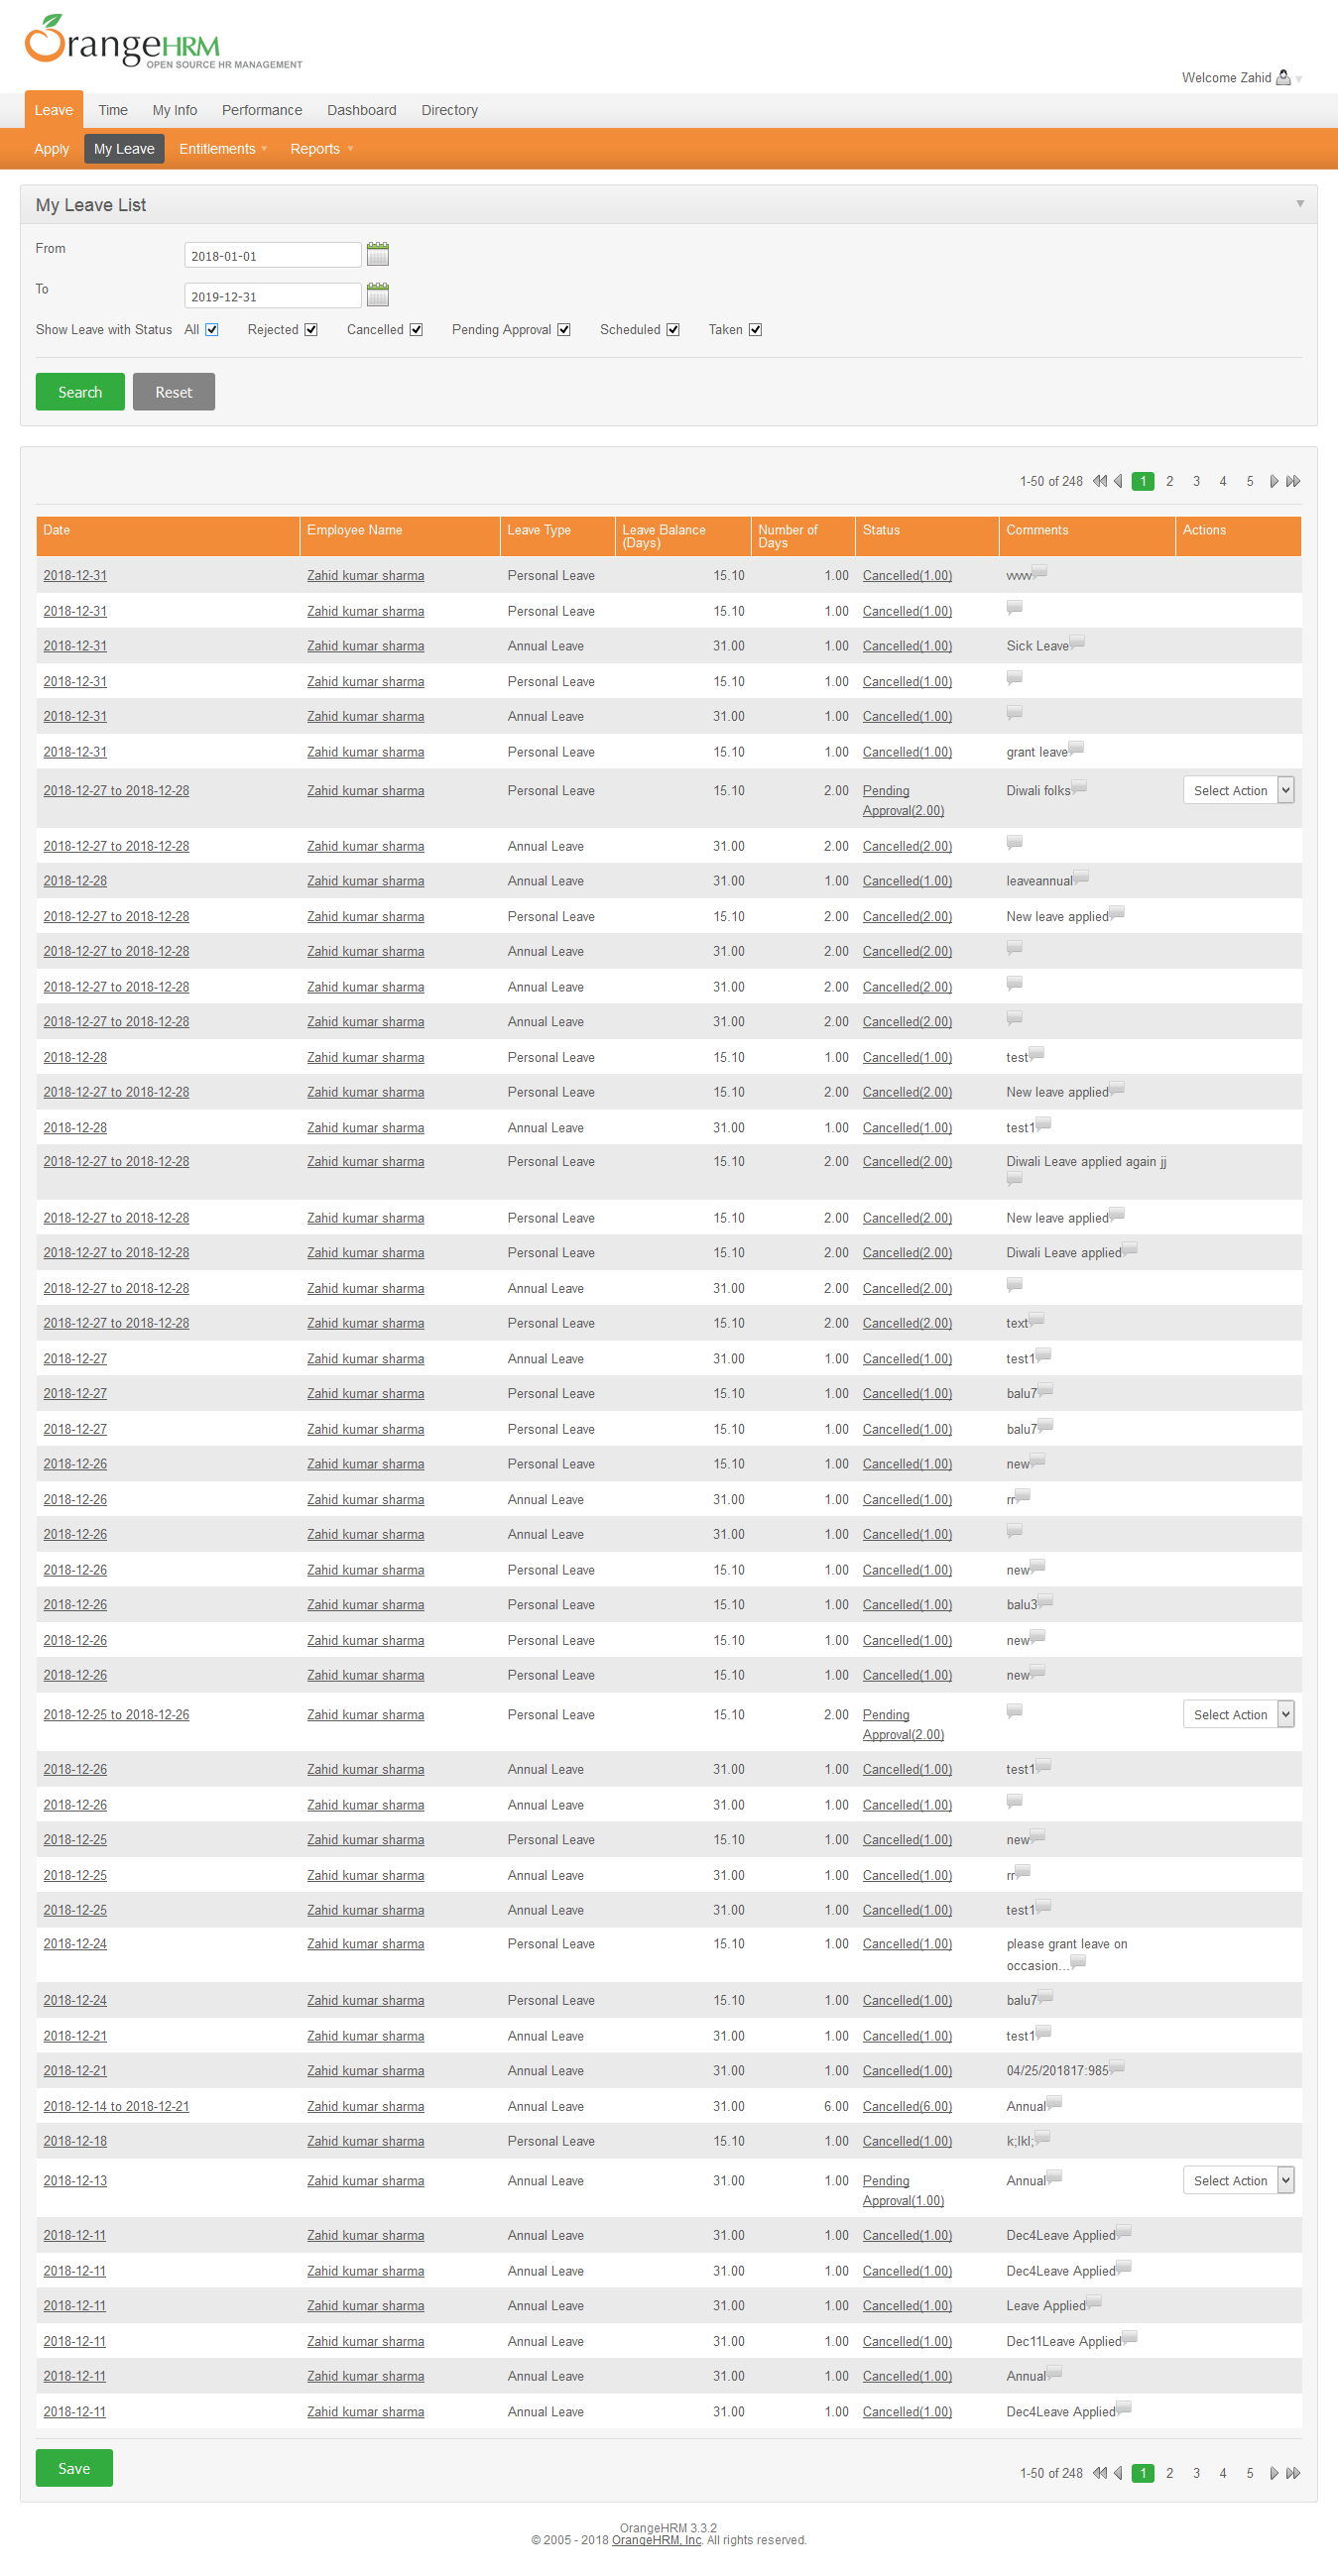 OrangeHRM
OPEN SOURCE HR MANAGEMENT
Welcome Zahid
Leave Time My Info Performance Dashboard Directory
Apply My Leave Entitlements Reports
My Leave List
From 2018-01-01
To 2019-12-31
Show Leave with Status All Rejected Cancelled Pending Approval Scheduled Taken
Search Reset
1-50 of 248 1 2 3 4 5
Date Employee Name Leave Type Leave Balance (Days) Number of Days Status Comments Actions
2018-12-31 Zahid kumar sharma Personal Leave 15.10 1.00 Cancelled(1.00)
2018-12-31 Zahid kumar sharma Personal Leave 15.10 1.00 Cancelled(1.00)
2018-12-31 Zahid kumar sharma Annual Leave 31.00 1.00 Cancelled(1.00) Sick Leave
2018-12-31 Zahid kumar sharma Personal Leave 15.10 1.00 Cancelled(1.00)
2018-12-31 Zahid kumar sharma Annual Leave 31.00 1.00 Cancelled(1.00)
2018-12-31 Zahid kumar sharma Personal Leave 15.10 1.00 Cancelled(1.00) grant leave
2018-12-27 to 2018-12-28 Zahid kumar sharma Personal Leave 15.10 2.00 Pending Approval(2.00) Diwali folks Select Action
2018-12-27 to 2018-12-28 Zahid kumar sharma Annual Leave 31.00 2.00 Cancelled(2.00)
2018-12-28 Zahid kumar sharma Annual Leave 31.00 1.00 Cancelled(1.00) leaveannual
2018-12-27 to 2018-12-28 Zahid kumar sharma Personal Leave 15.10 2.00 Cancelled(2.00) New leave applied
2018-12-27 to 2018-12-28 Zahid kumar sharma Annual Leave 31.00 2.00 Cancelled(2.00)
2018-12-27 to 2018-12-28 Zahid kumar sharma Annual Leave 31.00 2.00 Cancelled(2.00)
2018-12-27 to 2018-12-28 Zahid kumar sharma Annual Leave 31.00 2.00 Cancelled(2.00)
2018-12-28 Zahid kumar sharma Personal Leave 15.10 1.00 Cancelled(1.00) test
2018-12-27 to 2018-12-28 Zahid kumar sharma Personal Leave 15.10 2.00 Cancelled(2.00) New leave applied
2018-12-28 Zahid kumar sharma Annual Leave 31.00 1.00 Cancelled(1.00) test1
2018-12-27 to 2018-12-28 Zahid kumar sharma Personal Leave 15.10 2.00 Cancelled(2.00) Diwali Leave applied again jj
2018-12-27 to 2018-12-28 Zahid kumar sharma Personal Leave 15.10 2.00 Cancelled(2.00) New leave applied
2018-12-27 to 2018-12-28 Zahid kumar sharma Personal Leave 15.10 2.00 Cancelled(2.00) Diwali Leave applied
2018-12-27 to 2018-12-28 Zahid kumar sharma Annual Leave 31.00 2.00 Cancelled(2.00)
2018-12-27 to 2018-12-28 Zahid kumar sharma Personal Leave 15.10 2.00 Cancelled(2.00) text
2018-12-27 Zahid kumar sharma Annual Leave 31.00 1.00 Cancelled(1.00) test1
2018-12-27 Zahid kumar sharma Personal Leave 15.10 1.00 Cancelled(1.00) balu7
2018-12-27 Zahid kumar sharma Personal Leave 15.10 1.00 Cancelled(1.00) balu7
2018-12-26 Zahid kumar sharma Personal Leave 15.10 1.00 Cancelled(1.00) new
2018-12-26 Zahid kumar sharma Annual Leave 31.00 1.00 Cancelled(1.00) rr
2018-12-26 Zahid kumar sharma Annual Leave 31.00 1.00 Cancelled(1.00)
2018-12-26 Zahid kumar sharma Personal Leave 15.10 1.00 Cancelled(1.00) new
2018-12-26 Zahid kumar sharma Personal Leave 15.10 1.00 Cancelled(1.00) balu3
2018-12-26 Zahid kumar sharma Personal Leave 15.10 1.00 Cancelled(1.00) new
2018-12-26 Zahid kumar sharma Personal Leave 15.10 1.00 Cancelled(1.00) new
2018-12-25 to 2018-12-26 Zahid kumar sharma Personal Leave 15.10 2.00 Pending Approval(2.00) Select Action
2018-12-26 Zahid kumar sharma Annual Leave 31.00 1.00 Cancelled(1.00) test1
2018-12-26 Zahid kumar sharma Annual Leave 31.00 1.00 Cancelled(1.00)
2018-12-25 Zahid kumar sharma Personal Leave 15.10 1.00 Cancelled(1.00) new
2018-12-25 Zahid kumar sharma Annual Leave 31.00 1.00 Cancelled(1.00) rr
2018-12-25 Zahid kumar sharma Annual Leave 31.00 1.00 Cancelled(1.00) test1
2018-12-24 Zahid kumar sharma Personal Leave 15.10 1.00 Cancelled(1.00) please grant leave on occasion...
2018-12-24 Zahid kumar sharma Personal Leave 15.10 1.00 Cancelled(1.00) balu7
2018-12-21 Zahid kumar sharma Annual Leave 31.00 1.00 Cancelled(1.00) test1
2018-12-21 Zahid kumar sharma Annual Leave 31.00 1.00 Cancelled(1.00) 04/25/201817:985
2018-12-14 to 2018-12-21 Zahid kumar sharma Annual Leave 31.00 6.00 Cancelled(6.00) Annual
2018-12-18 Zahid kumar sharma Personal Leave 15.10 1.00 Cancelled(1.00) k;lkl;
2018-12-13 Zahid kumar sharma Annual Leave 31.00 1.00 Pending Approval(1.00) Annual Select Action
2018-12-11 Zahid kumar sharma Annual Leave 31.00 1.00 Cancelled(1.00) Dec4Leave Applied
2018-12-11 Zahid kumar sharma Annual Leave 31.00 1.00 Cancelled(1.00) Dec4Leave Applied
2018-12-11 Zahid kumar sharma Annual Leave 31.00 1.00 Cancelled(1.00) Leave Applied
2018-12-11 Zahid kumar sharma Annual Leave 31.00 1.00 Cancelled(1.00) Dec11Leave Applied
2018-12-11 Zahid kumar sharma Annual Leave 31.00 1.00 Cancelled(1.00) Annual
2018-12-11 Zahid kumar sharma Annual Leave 31.00 1.00 Cancelled(1.00) Dec4Leave Applied
Save 1-50 of 248 1 2 3 4 5
OrangeHRM 3.3.2
© 2005 - 2018 OrangeHRM, Inc. All rights reserved.